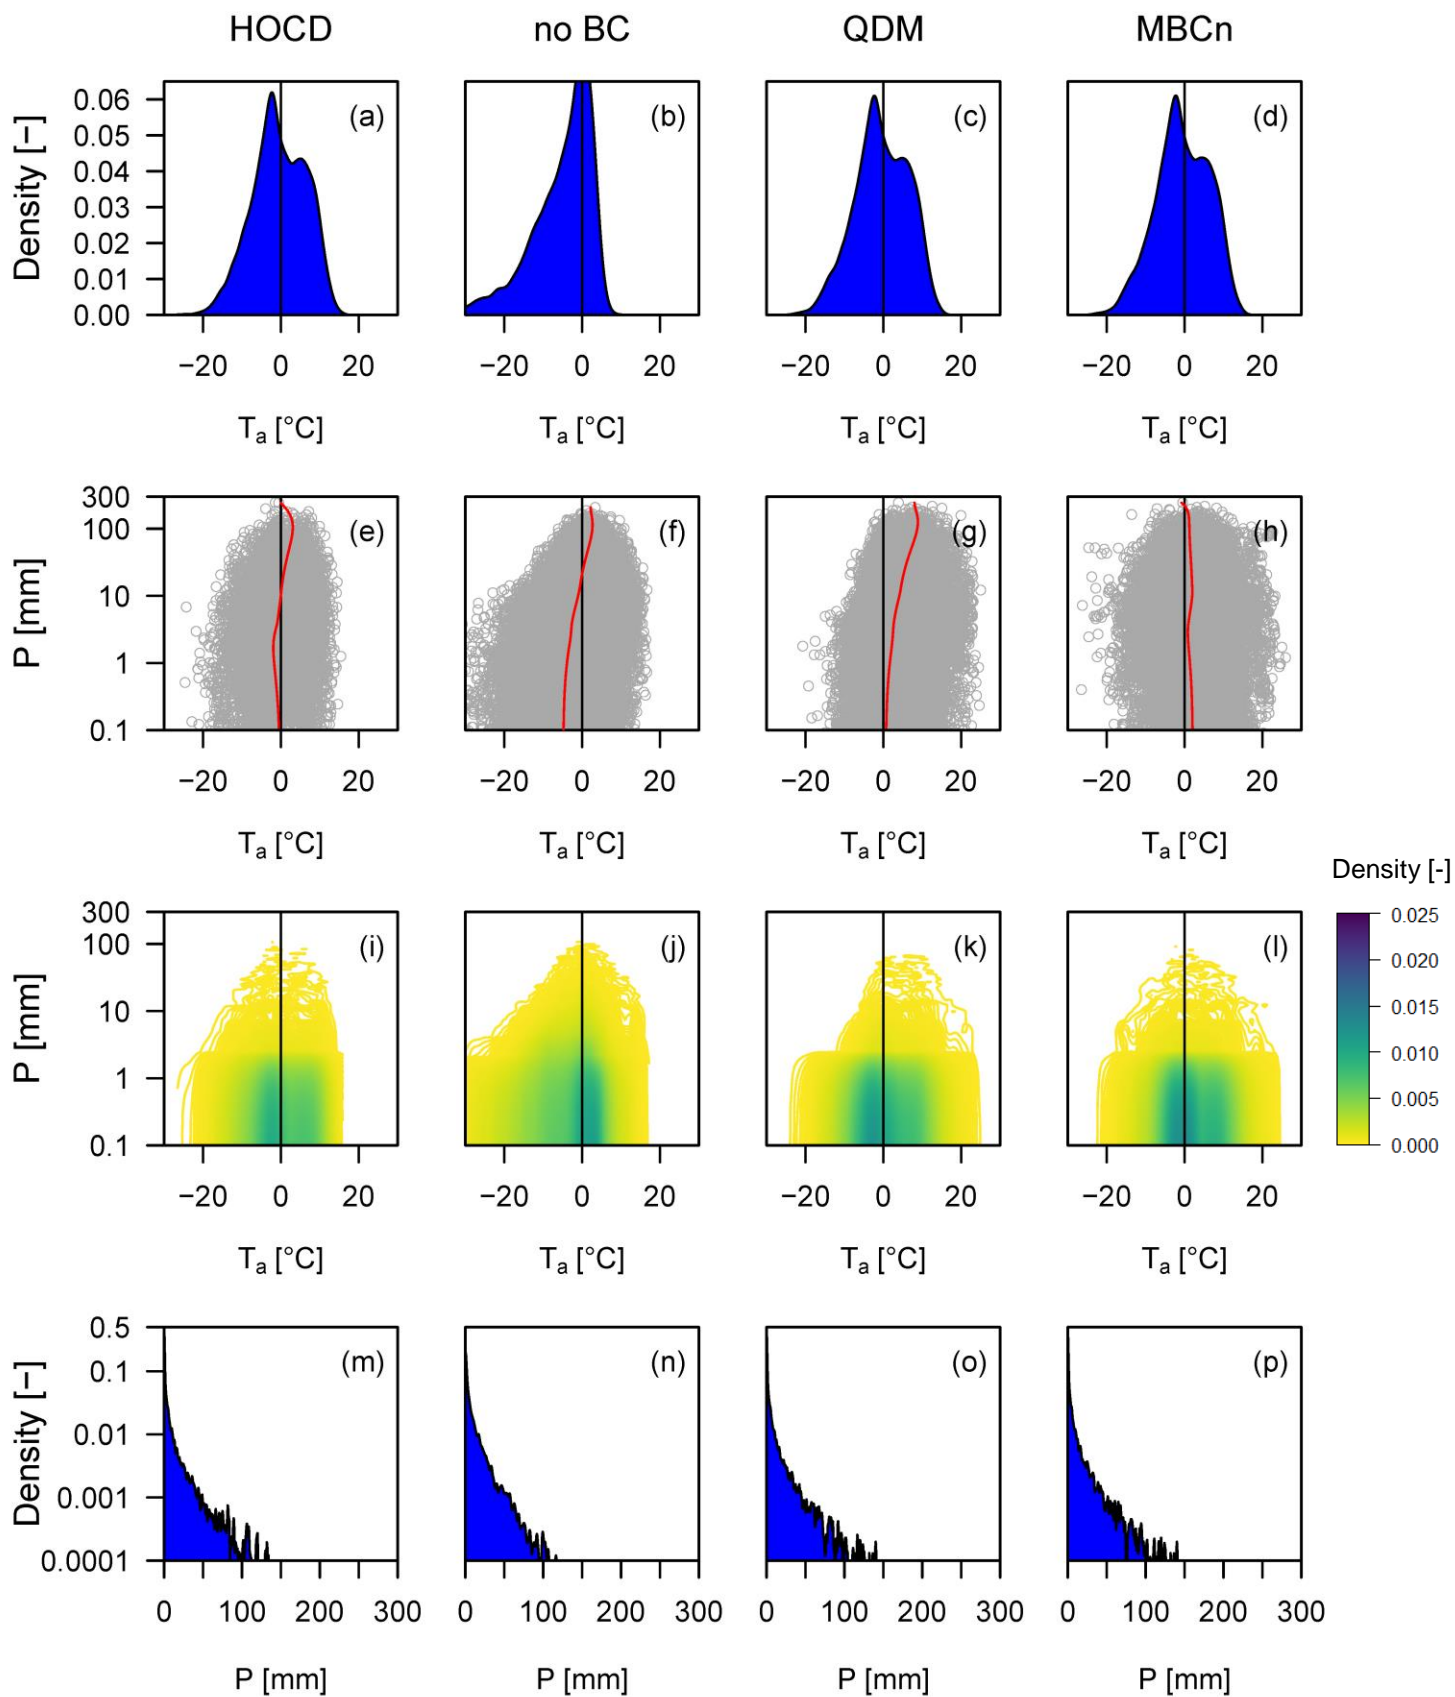 HOCD no BC QDM MBCn
Density [−]
0.06
0.05
0.04
0.03
0.02
0.01
0.00
(a) (b) (c) (d)
−20 0 20 −20 0 20 −20 0 20 −20 0 20
Ta [°C] Ta [°C] Ta [°C] Ta [°C]
P [mm]
300
100
10
1
0.1
(e) (f) (g) (h)
−20 0 20 −20 0 20 −20 0 20 −20 0 20
Ta [°C] Ta [°C] Ta [°C] Ta [°C]
P [mm]
300
100
10
1
0.1
(i) (j) (k) (l)
Density [-]
0.025
0.020
0.015
0.010
0.005
0.000
−20 0 20 −20 0 20 −20 0 20 −20 0 20
Ta [°C] Ta [°C] Ta [°C] Ta [°C]
Density [−]
0.5
0.1
0.01
0.001
0.0001
(m) (n) (o) (p)
0 100 200 300 0 100 200 300 0 100 200 300 0 100 200 300
P [mm] P [mm] P [mm] P [mm]